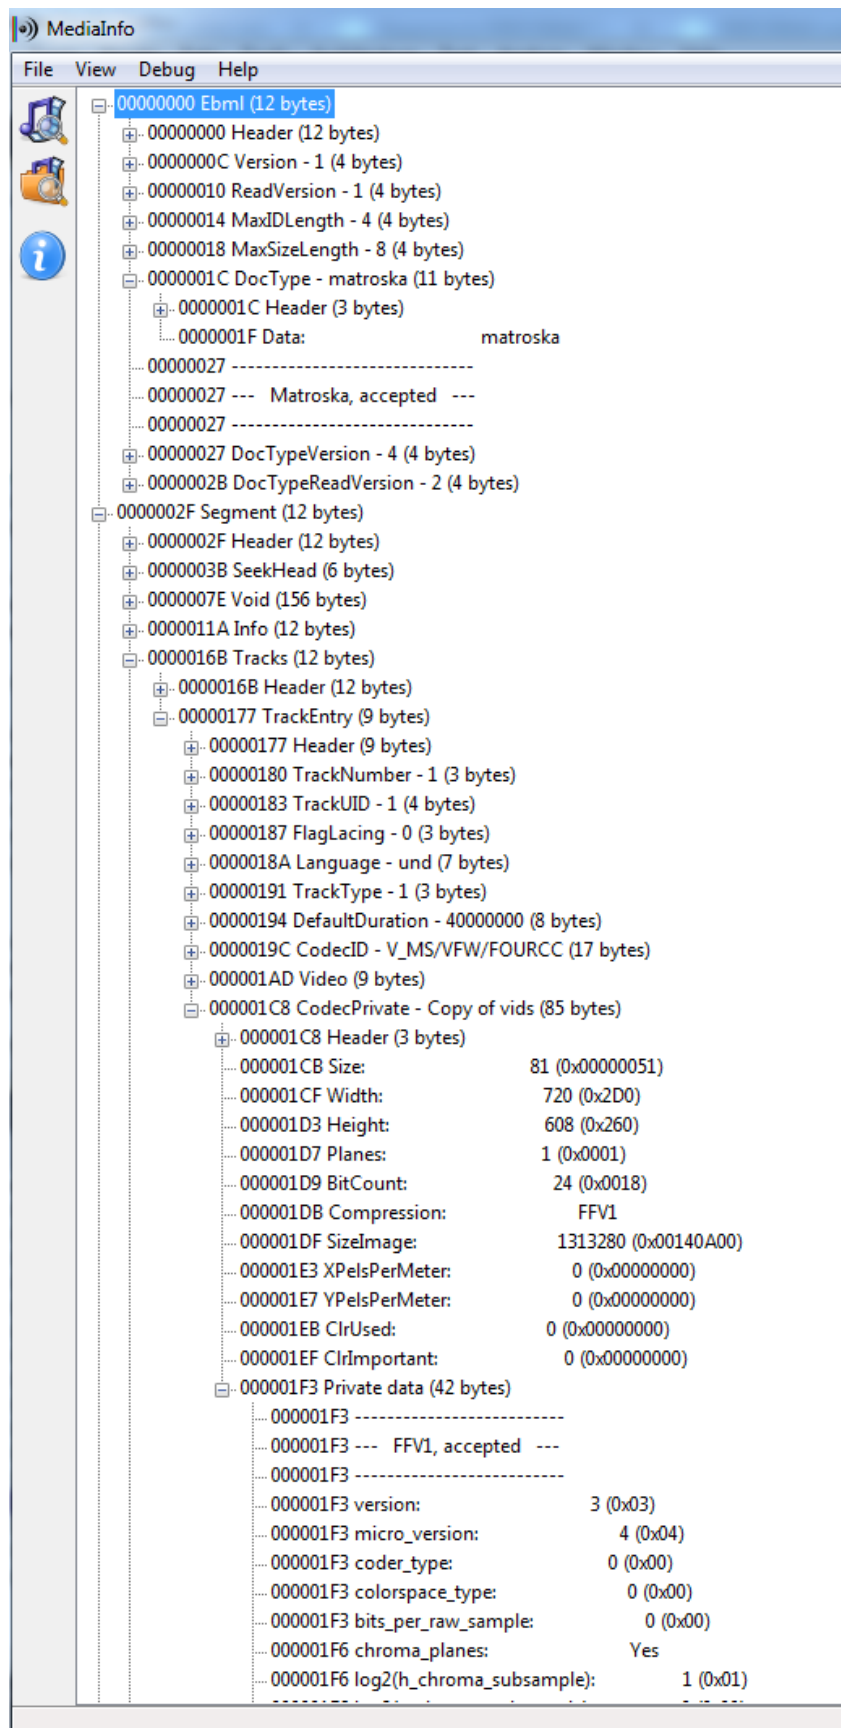 MediaInfo
File View Debug Help
00000000 Ebml (12 bytes)
00000000 Header (12 bytes)
0000000C Version - 1 (4 bytes)
00000010 ReadVersion - 1 (4 bytes)
00000014 MaxIDLength - 4 (4 bytes)
00000018 MaxSizeLength - 8 (4 bytes)
0000001C DocType - matroska (11 bytes)
0000001C Header (3 bytes)
0000001F Data: matroska
00000027 ------------------------------
00000027 --- Matroska, accepted ---
00000027 ------------------------------
00000027 DocTypeVersion - 4 (4 bytes)
0000002B DocTypeReadVersion - 2 (4 bytes)
0000002F Segment (12 bytes)
0000002F Header (12 bytes)
0000003B SeekHead (6 bytes)
0000007E Void (156 bytes)
0000011A Info (12 bytes)
0000016B Tracks (12 bytes)
0000016B Header (12 bytes)
00000177 TrackEntry (9 bytes)
00000177 Header (9 bytes)
00000180 TrackNumber - 1 (3 bytes)
00000183 TrackUID - 1 (4 bytes)
00000187 FlagLacing - 0 (3 bytes)
0000018A Language - und (7 bytes)
00000191 TrackType - 1 (3 bytes)
00000194 DefaultDuration - 40000000 (8 bytes)
0000019C CodecID - V_MS/VFW/FOURCC (17 bytes)
000001AD Video (9 bytes)
000001C8 CodecPrivate - Copy of vids (85 bytes)
000001C8 Header (3 bytes)
000001CB Size: 81 (0x00000051)
000001CF Width: 720 (0x2D0)
000001D3 Height: 608 (0x260)
000001D7 Planes: 1 (0x0001)
000001D9 BitCount: 24 (0x0018)
000001DB Compression: FFV1
000001DF SizeImage: 1313280 (0x00140A00)
000001E3 XPelsPerMeter: 0 (0x00000000)
000001E7 YPelsPerMeter: 0 (0x00000000)
000001EB ClrUsed: 0 (0x00000000)
000001EF ClrImportant: 0 (0x00000000)
000001F3 Private data (42 bytes)
000001F3 --------------------------
000001F3 --- FFV1, accepted ---
000001F3 --------------------------
000001F3 version: 3 (0x03)
000001F3 micro_version: 4 (0x04)
000001F3 coder_type: 0 (0x00)
000001F3 colorspace_type: 0 (0x00)
000001F3 bits_per_raw_sample: 0 (0x00)
000001F6 chroma_planes: Yes
000001F6 log2(h_chroma_subsample): 1 (0x01)